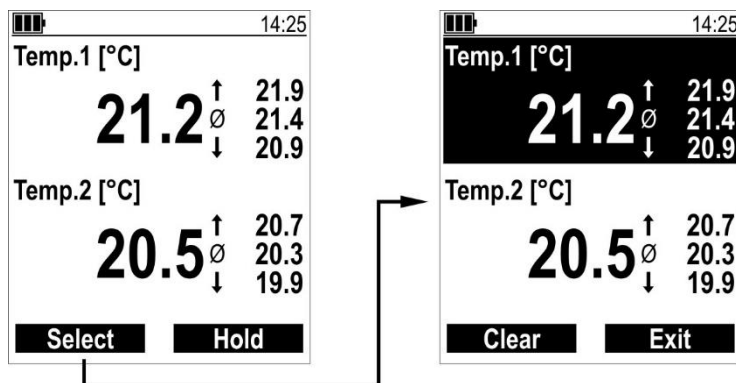 14:25
Temp.1 [°C]
21.2
↑ 21.9
Ø 21.4
↓ 20.9
Temp.2 [°C]
20.5
↑ 20.7
Ø 20.3
↓ 19.9
Select Hold
14:25
Temp.1 [°C]
21.2
↑ 21.9
Ø 21.4
↓ 20.9
Temp.2 [°C]
20.5
↑ 20.7
Ø 20.3
↓ 19.9
Clear Exit